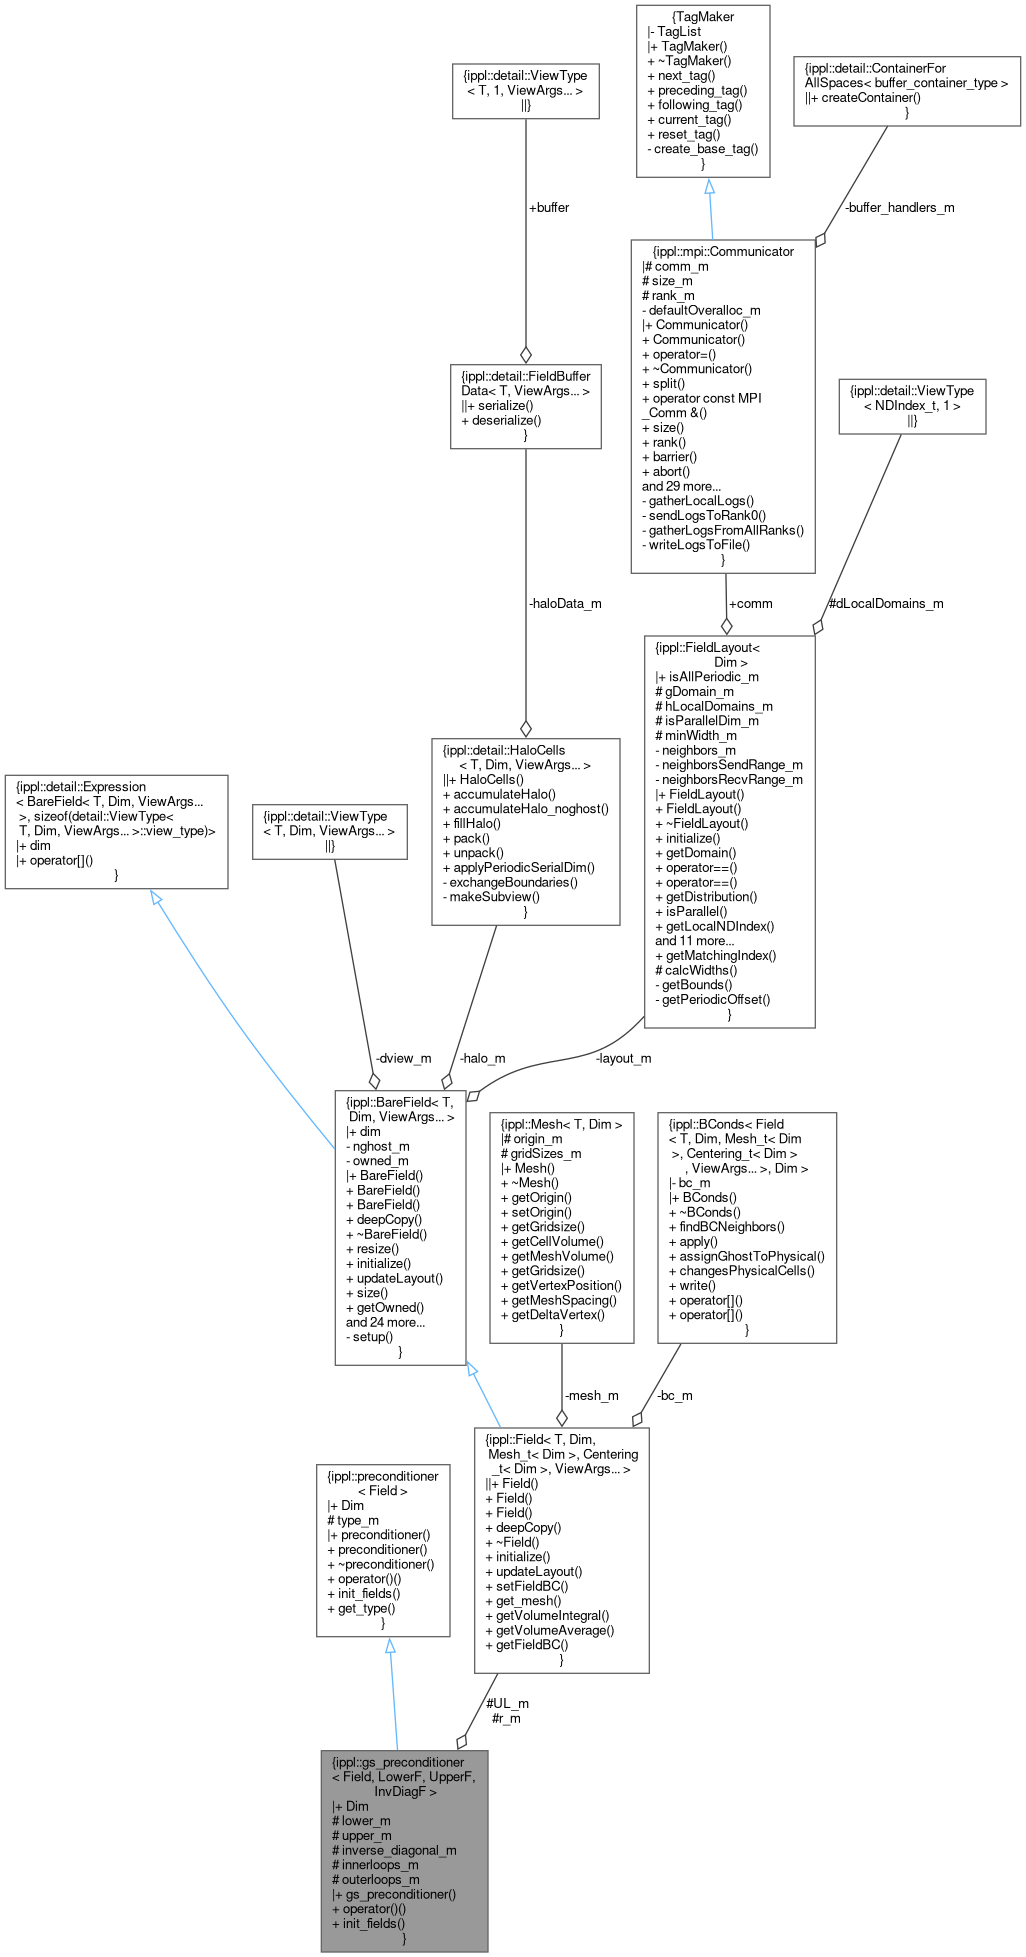 {TagMaker
|- TagList
|+ TagMaker()
+ ~TagMaker()
+ next_tag()
+ preceding_tag()
+ following_tag()
+ current_tag()
+ reset_tag()
- create_base_tag()
}
{ippl::detail::ViewType
< T, 1, ViewArgs... >
||}
{ippl::detail::ContainerFor
AllSpaces< buffer_container_type >
||+ createContainer()
}
+buffer
-buffer_handlers_m
{ippl::mpi::Communicator
|# comm_m
# size_m
# rank_m
- defaultOveralloc_m
|+ Communicator()
+ Communicator()
+ operator=()
+ ~Communicator()
+ split()
+ operator const MPI
_Comm &()
+ size()
+ rank()
+ barrier()
+ abort()
and 29 more...
- gatherLocalLogs()
- sendLogsToRank0()
- gatherLogsFromAllRanks()
- writeLogsToFile()
}
{ippl::detail::FieldBuffer
Data< T, ViewArgs... >
||+ serialize()
+ deserialize()
}
{ippl::detail::ViewType
< NDIndex_t, 1 >
||}
-haloData_m
+comm
#dLocalDomains_m
{ippl::FieldLayout<
Dim >
|+ isAllPeriodic_m
# gDomain_m
# hLocalDomains_m
# isParallelDim_m
# minWidth_m
- neighbors_m
- neighborsSendRange_m
- neighborsRecvRange_m
|+ FieldLayout()
+ FieldLayout()
+ ~FieldLayout()
+ initialize()
+ getDomain()
+ operator==()
+ operator==()
+ getDistribution()
+ isParallel()
+ getLocalNDIndex()
and 11 more...
+ getMatchingIndex()
# calcWidths()
- getBounds()
- getPeriodicOffset()
}
{ippl::detail::HaloCells
< T, Dim, ViewArgs... >
||+ HaloCells()
+ accumulateHalo()
+ accumulateHalo_noghost()
+ fillHalo()
+ pack()
+ unpack()
+ applyPeriodicSerialDim()
- exchangeBoundaries()
- makeSubview()
}
{ippl::detail::Expression
< BareField< T, Dim, ViewArgs...
>, sizeof(detail::ViewType<
T, Dim, ViewArgs... >::view_type)>
|+ dim
|+ operator[]()
}
{ippl::detail::ViewType
< T, Dim, ViewArgs... >
||}
-dview_m
-halo_m
-layout_m
{ippl::BareField< T,
Dim, ViewArgs... >
|+ dim
- nghost_m
- owned_m
|+ BareField()
+ BareField()
+ BareField()
+ deepCopy()
+ ~BareField()
+ resize()
+ initialize()
+ updateLayout()
+ size()
+ getOwned()
and 24 more...
- setup()
}
{ippl::Mesh< T, Dim >
|# origin_m
# gridSizes_m
|+ Mesh()
+ ~Mesh()
+ getOrigin()
+ setOrigin()
+ getGridsize()
+ getCellVolume()
+ getMeshVolume()
+ getGridsize()
+ getVertexPosition()
+ getMeshSpacing()
+ getDeltaVertex()
}
{ippl::BConds< Field
< T, Dim, Mesh_t< Dim
>, Centering_t< Dim >
, ViewArgs... >, Dim >
|- bc_m
|+ BConds()
+ ~BConds()
+ findBCNeighbors()
+ apply()
+ assignGhostToPhysical()
+ changesPhysicalCells()
+ write()
+ operator[]()
+ operator[]()
}
-mesh_m
-bc_m
{ippl::Field< T, Dim,
Mesh_t< Dim >, Centering
_t< Dim >, ViewArgs... >
||+ Field()
+ Field()
+ Field()
+ deepCopy()
+ ~Field()
+ initialize()
+ updateLayout()
+ setFieldBC()
+ get_mesh()
+ getVolumeIntegral()
+ getVolumeAverage()
+ getFieldBC()
}
{ippl::preconditioner
< Field >
|+ Dim
# type_m
|+ preconditioner()
+ preconditioner()
+ ~preconditioner()
+ operator()()
+ init_fields()
+ get_type()
}
#UL_m
#r_m
{ippl::gs_preconditioner
< Field, LowerF, UpperF,
InvDiagF >
|+ Dim
# lower_m
# upper_m
# inverse_diagonal_m
# innerloops_m
# outerloops_m
|+ gs_preconditioner()
+ operator()()
+ init_fields()
}